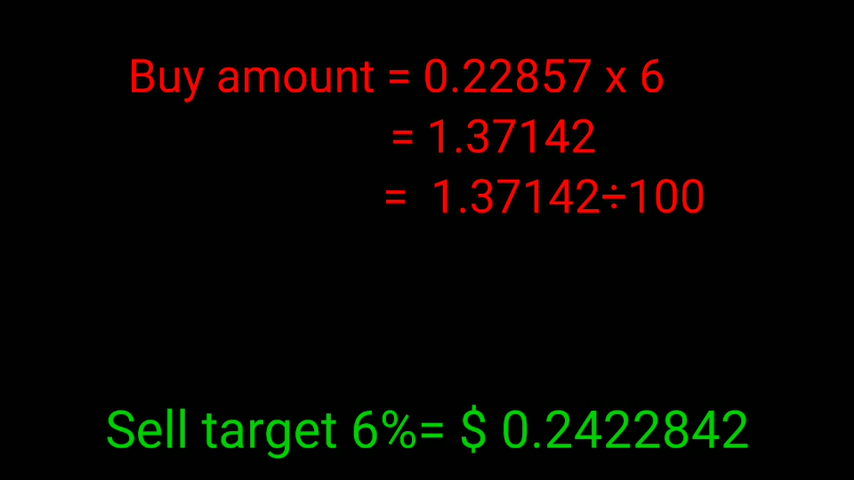 Buy amount = 0.22857 x 6
= 1.37142
= 1.37142÷100
Sell target 6%= $ 0.2422842